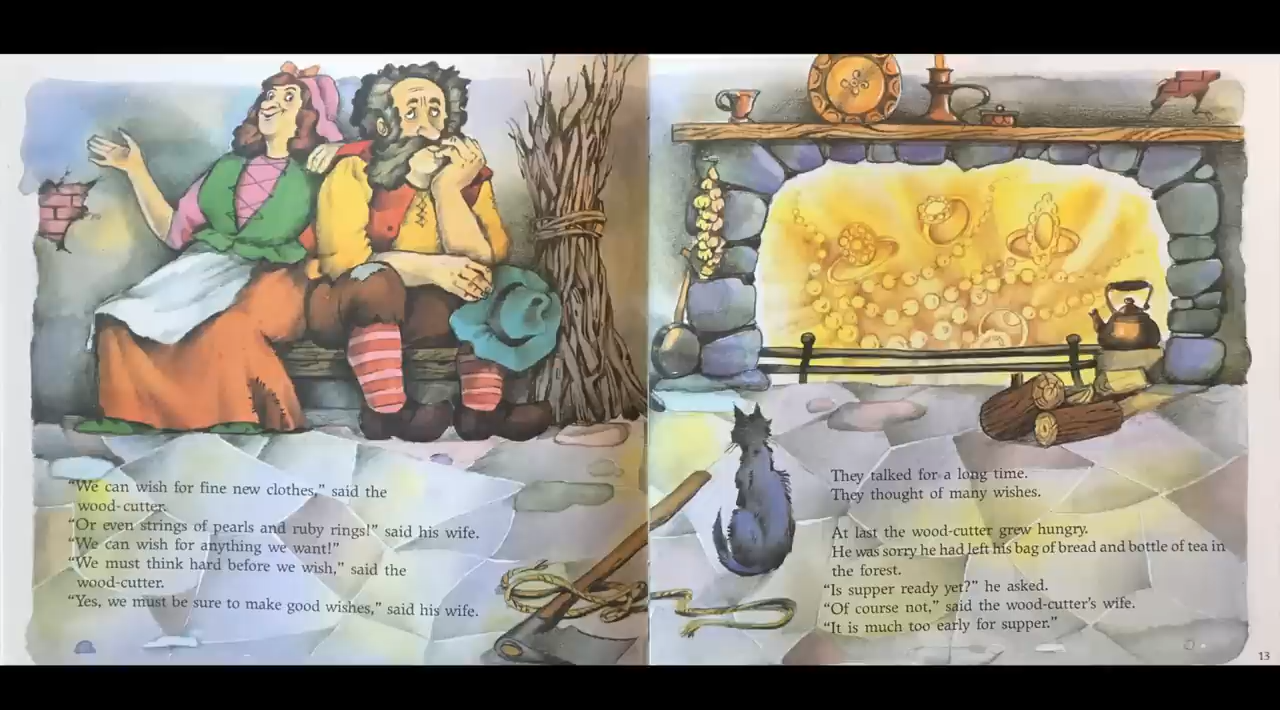 “We can wish for fine new clothes,” said the
wood-cutter.
“Or even strings of pearls and ruby rings!” said his wife.
“We can wish for anything we want!”
“We must think hard before we wish,” said the
wood-cutter.
“Yes, we must be sure to make good wishes,” said his wife.
They talked for a long time.
They thought of many wishes.
At last the wood-cutter grew hungry.
He was sorry he had left his bag of bread and bottle of tea in
the forest.
“Is supper ready yet?” he asked.
“Of course not,” said the wood-cutter’s wife.
“It is much too early for supper.”
13